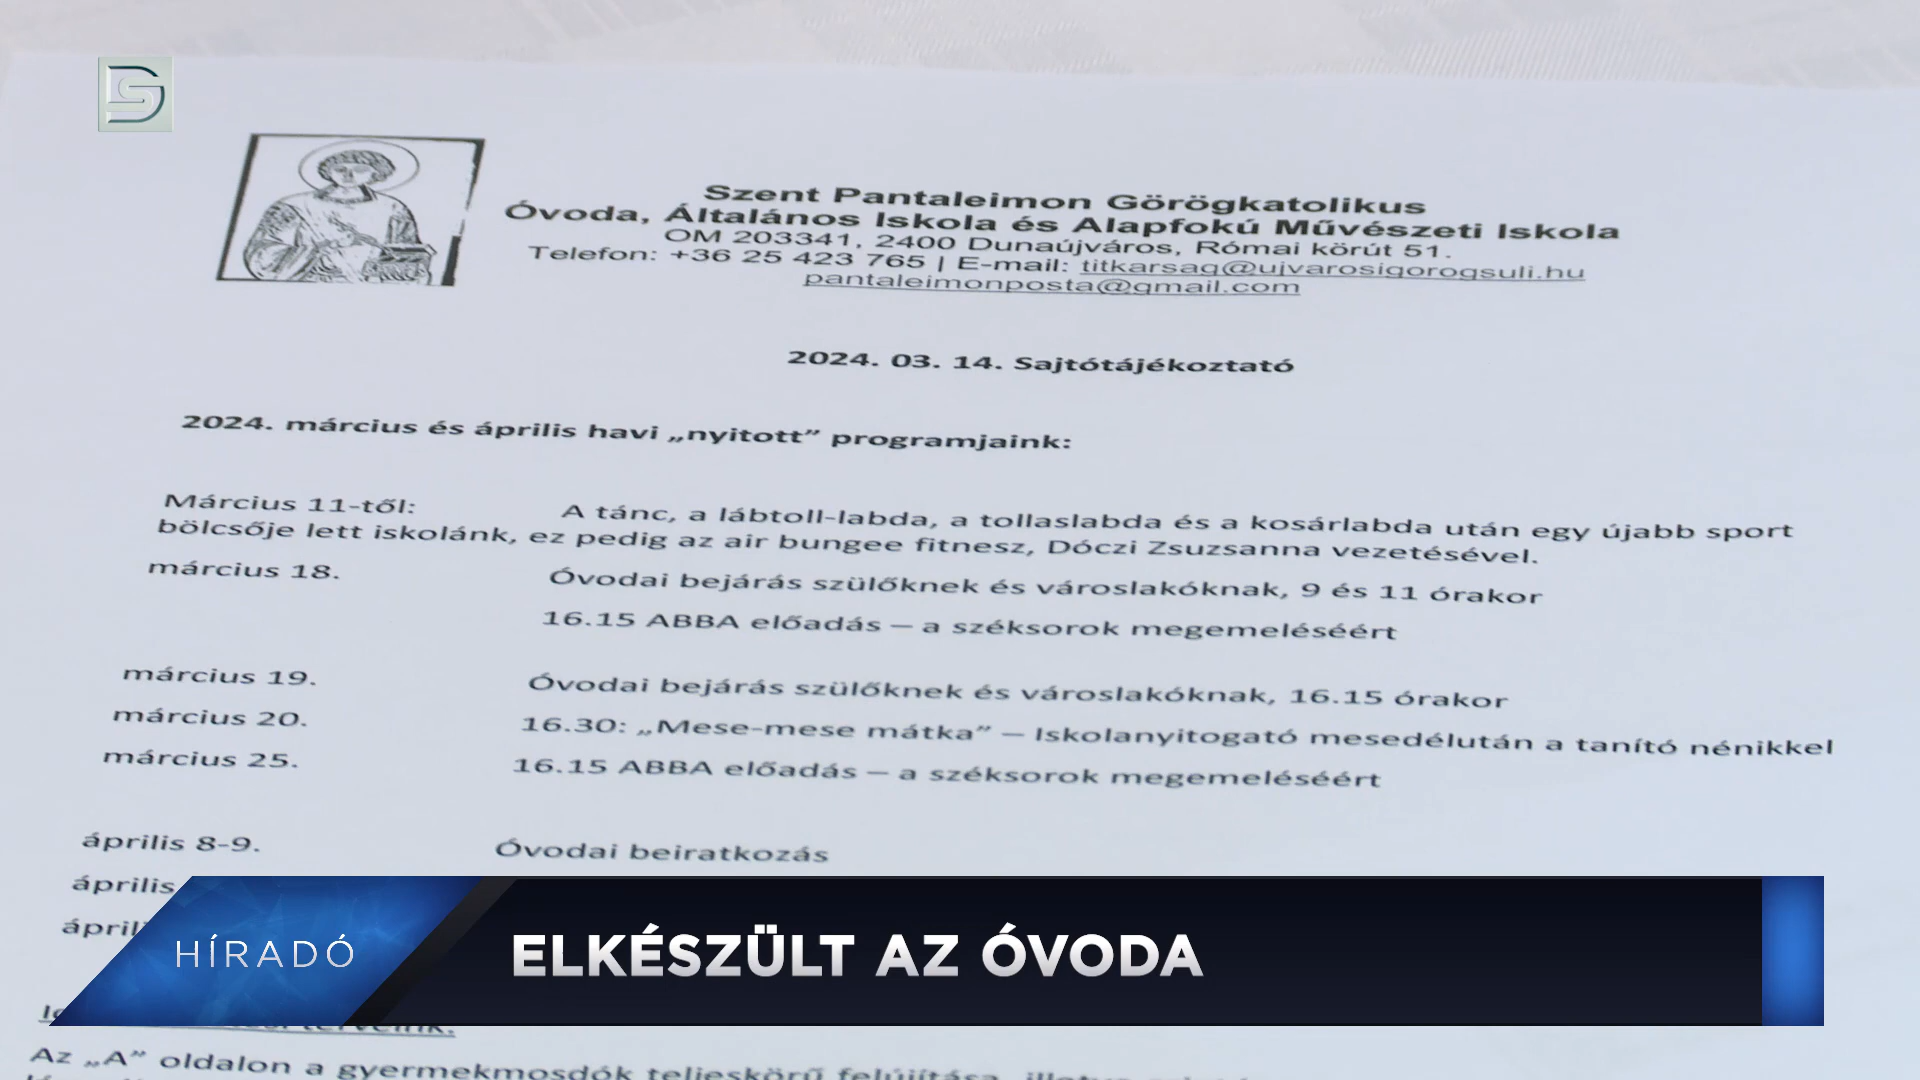 Szent Pantaleimon Görögkatolikus
Óvoda, Általános Iskola és Alapfokú Művészeti Iskola
OM 203341, 2400 Dunaújváros, Római körút 51.
Telefon: +36 25 423 765 | E-mail: titkarsag@ujvarosigorogsuli.hu
pantaleimonposta@gmail.com
2024. 03. 14. Sajtótájékoztató
2024. március és április havi „nyitott” programjaink:
Március 11-től: A tánc, a lábtoll-labda, a tollaslabda és a kosárlabda után egy újabb sport
bölcsője lett iskolánk, ez pedig az air bungee fitnesz, Dóczi Zsuzsanna vezetésével.
március 18. Óvodai bejárás szülőknek és városlakóknak, 9 és 11 órakor
16.15 ABBA előadás – a széksorok megemeléséért
március 19. Óvodai bejárás szülőknek és városlakóknak, 16.15 órakor
március 20. 16.30: „Mese-mese mátka” – Iskolanyitogató mesedélután a tanító nénikkel
március 25. 16.15 ABBA előadás – a széksorok megemeléséért
április 8-9. Óvodai beiratkozás
április
HÍRADÓ
ELKÉSZÜLT AZ ÓVODA
terveink:
Az „A” oldalon a gyermekmosdók teljeskörű felújítása,